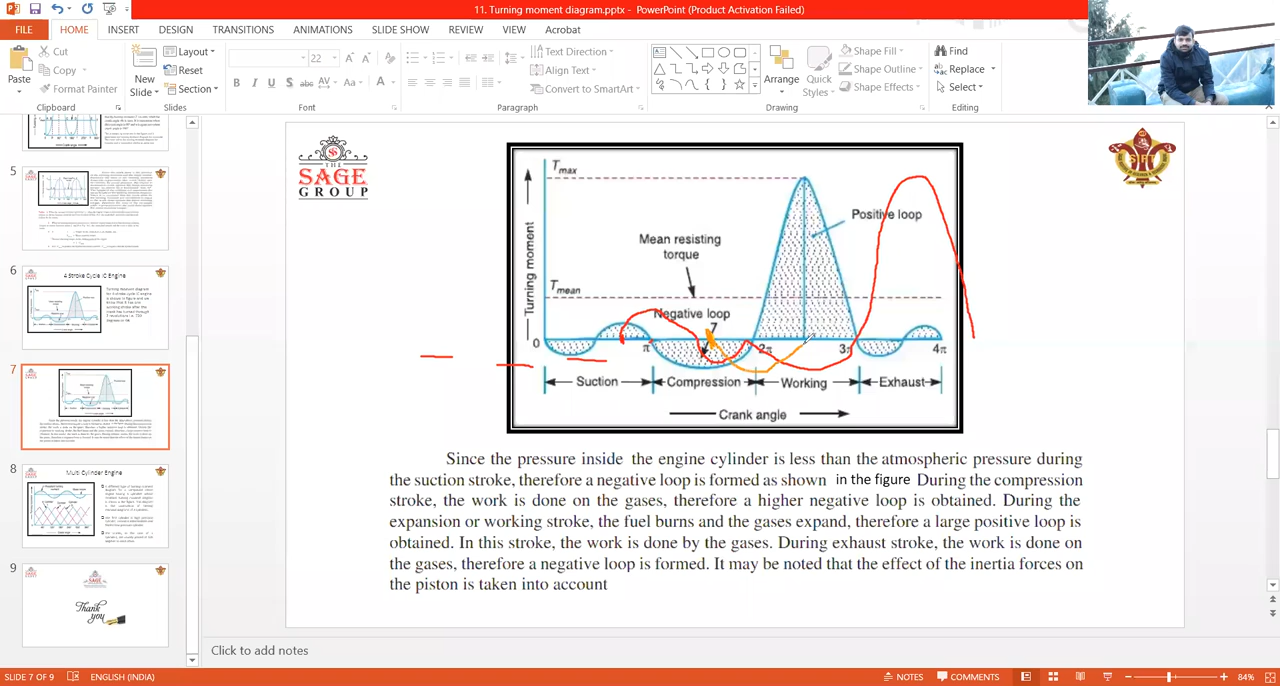 11. Turning moment diagram.pptx - PowerPoint (Product Activation Failed)
FILE HOME INSERT DESIGN TRANSITIONS ANIMATIONS SLIDE SHOW REVIEW VIEW Acrobat
Paste
Cut
Copy
Format Painter
Clipboard
New
Slide
Layout
Reset
Section
Slides
22
Font
Text Direction
Align Text
Convert to SmartArt
Paragraph
Arrange
Quick
Styles
Shape Fill
Shape Outline
Shape Effects
Drawing
Find
Replace
Select
Editing
5
6
4 Stroke Cycle IC Engine
7
8
Multi Cylinder Engine
9
Thank
you
THE
SAGE
GROUP
SIRT
Tmax
Positive loop
Mean resisting
torque
Turning moment
Tmean
Negative loop
0 π 2π 3π 4π
Suction Compression Working Exhaust
Crank angle
Since the pressure inside the engine cylinder is less than the atmospheric pressure during
the suction stroke, therefore a negative loop is formed as shown in the figure During the compression
stroke, the work is done on the gases, therefore a higher negative loop is obtained. During the
expansion or working stroke, the fuel burns and the gases expand, therefore a large positive loop is
obtained. In this stroke, the work is done by the gases. During exhaust stroke, the work is done on
the gases, therefore a negative loop is formed. It may be noted that the effect of the inertia forces on
the piston is taken into account
Click to add notes
SLIDE 7 OF 9 ENGLISH (INDIA) NOTES COMMENTS 84%